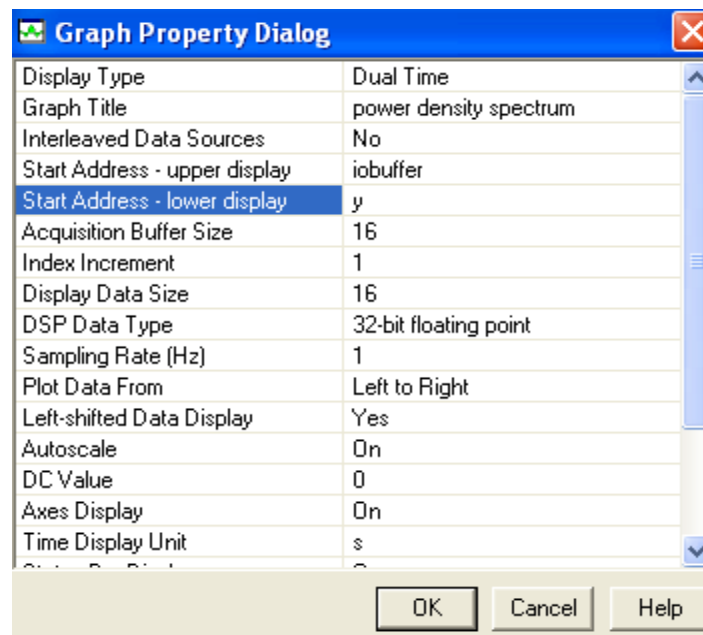 Graph Property Dialog
Display Type Dual Time
Graph Title power density spectrum
Interleaved Data Sources No
Start Address - upper display iobuffer
Start Address - lower display y
Acquisition Buffer Size 16
Index Increment 1
Display Data Size 16
DSP Data Type 32-bit floating point
Sampling Rate (Hz) 1
Plot Data From Left to Right
Left-shifted Data Display Yes
Autoscale On
DC Value 0
Axes Display On
Time Display Unit s
OK Cancel Help